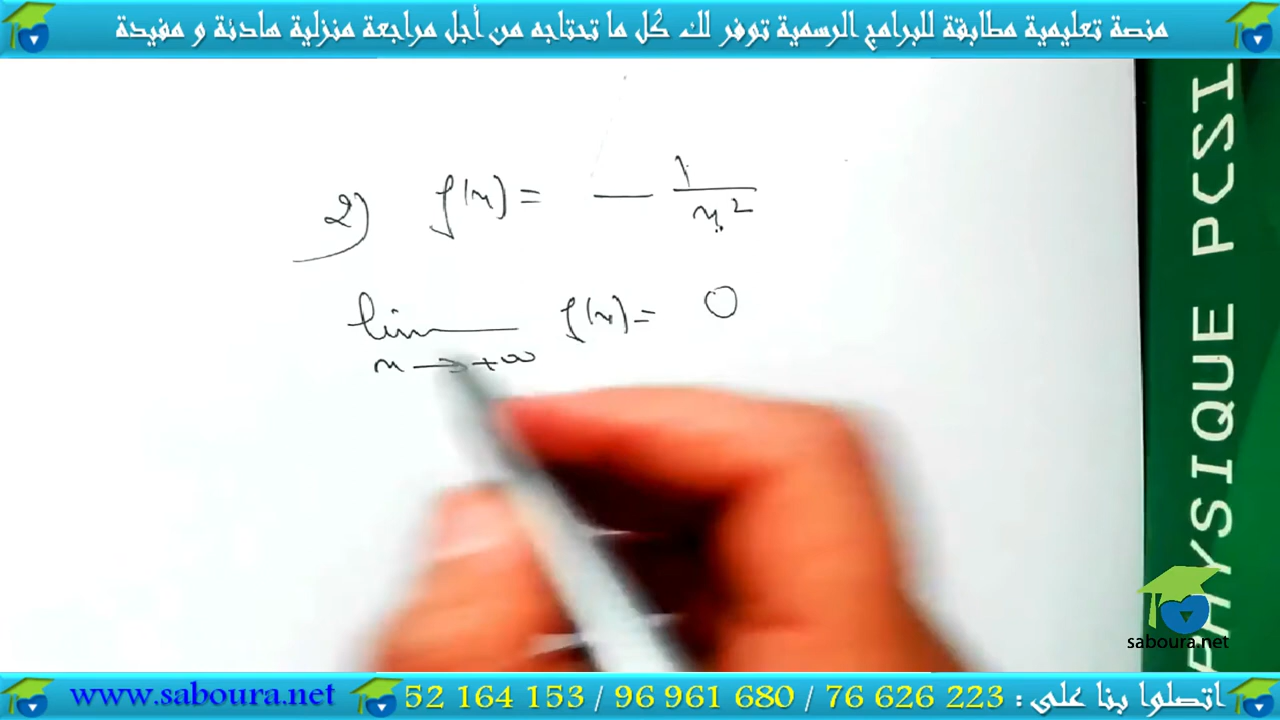 منصة تعليمية مطابقة للبرامج الرسمية توفر لك كل ما تحتاجه من أجل مراجعة منزلية هادئة و مفيدة
2) f(x) = - 1/x²
lim x → +∞ f(x) = 0
PHYSIQUE PCSI
saboura.net
www.saboura.net
اتصلوا بنا على : 52 164 153 / 96 961 680 / 76 626 223